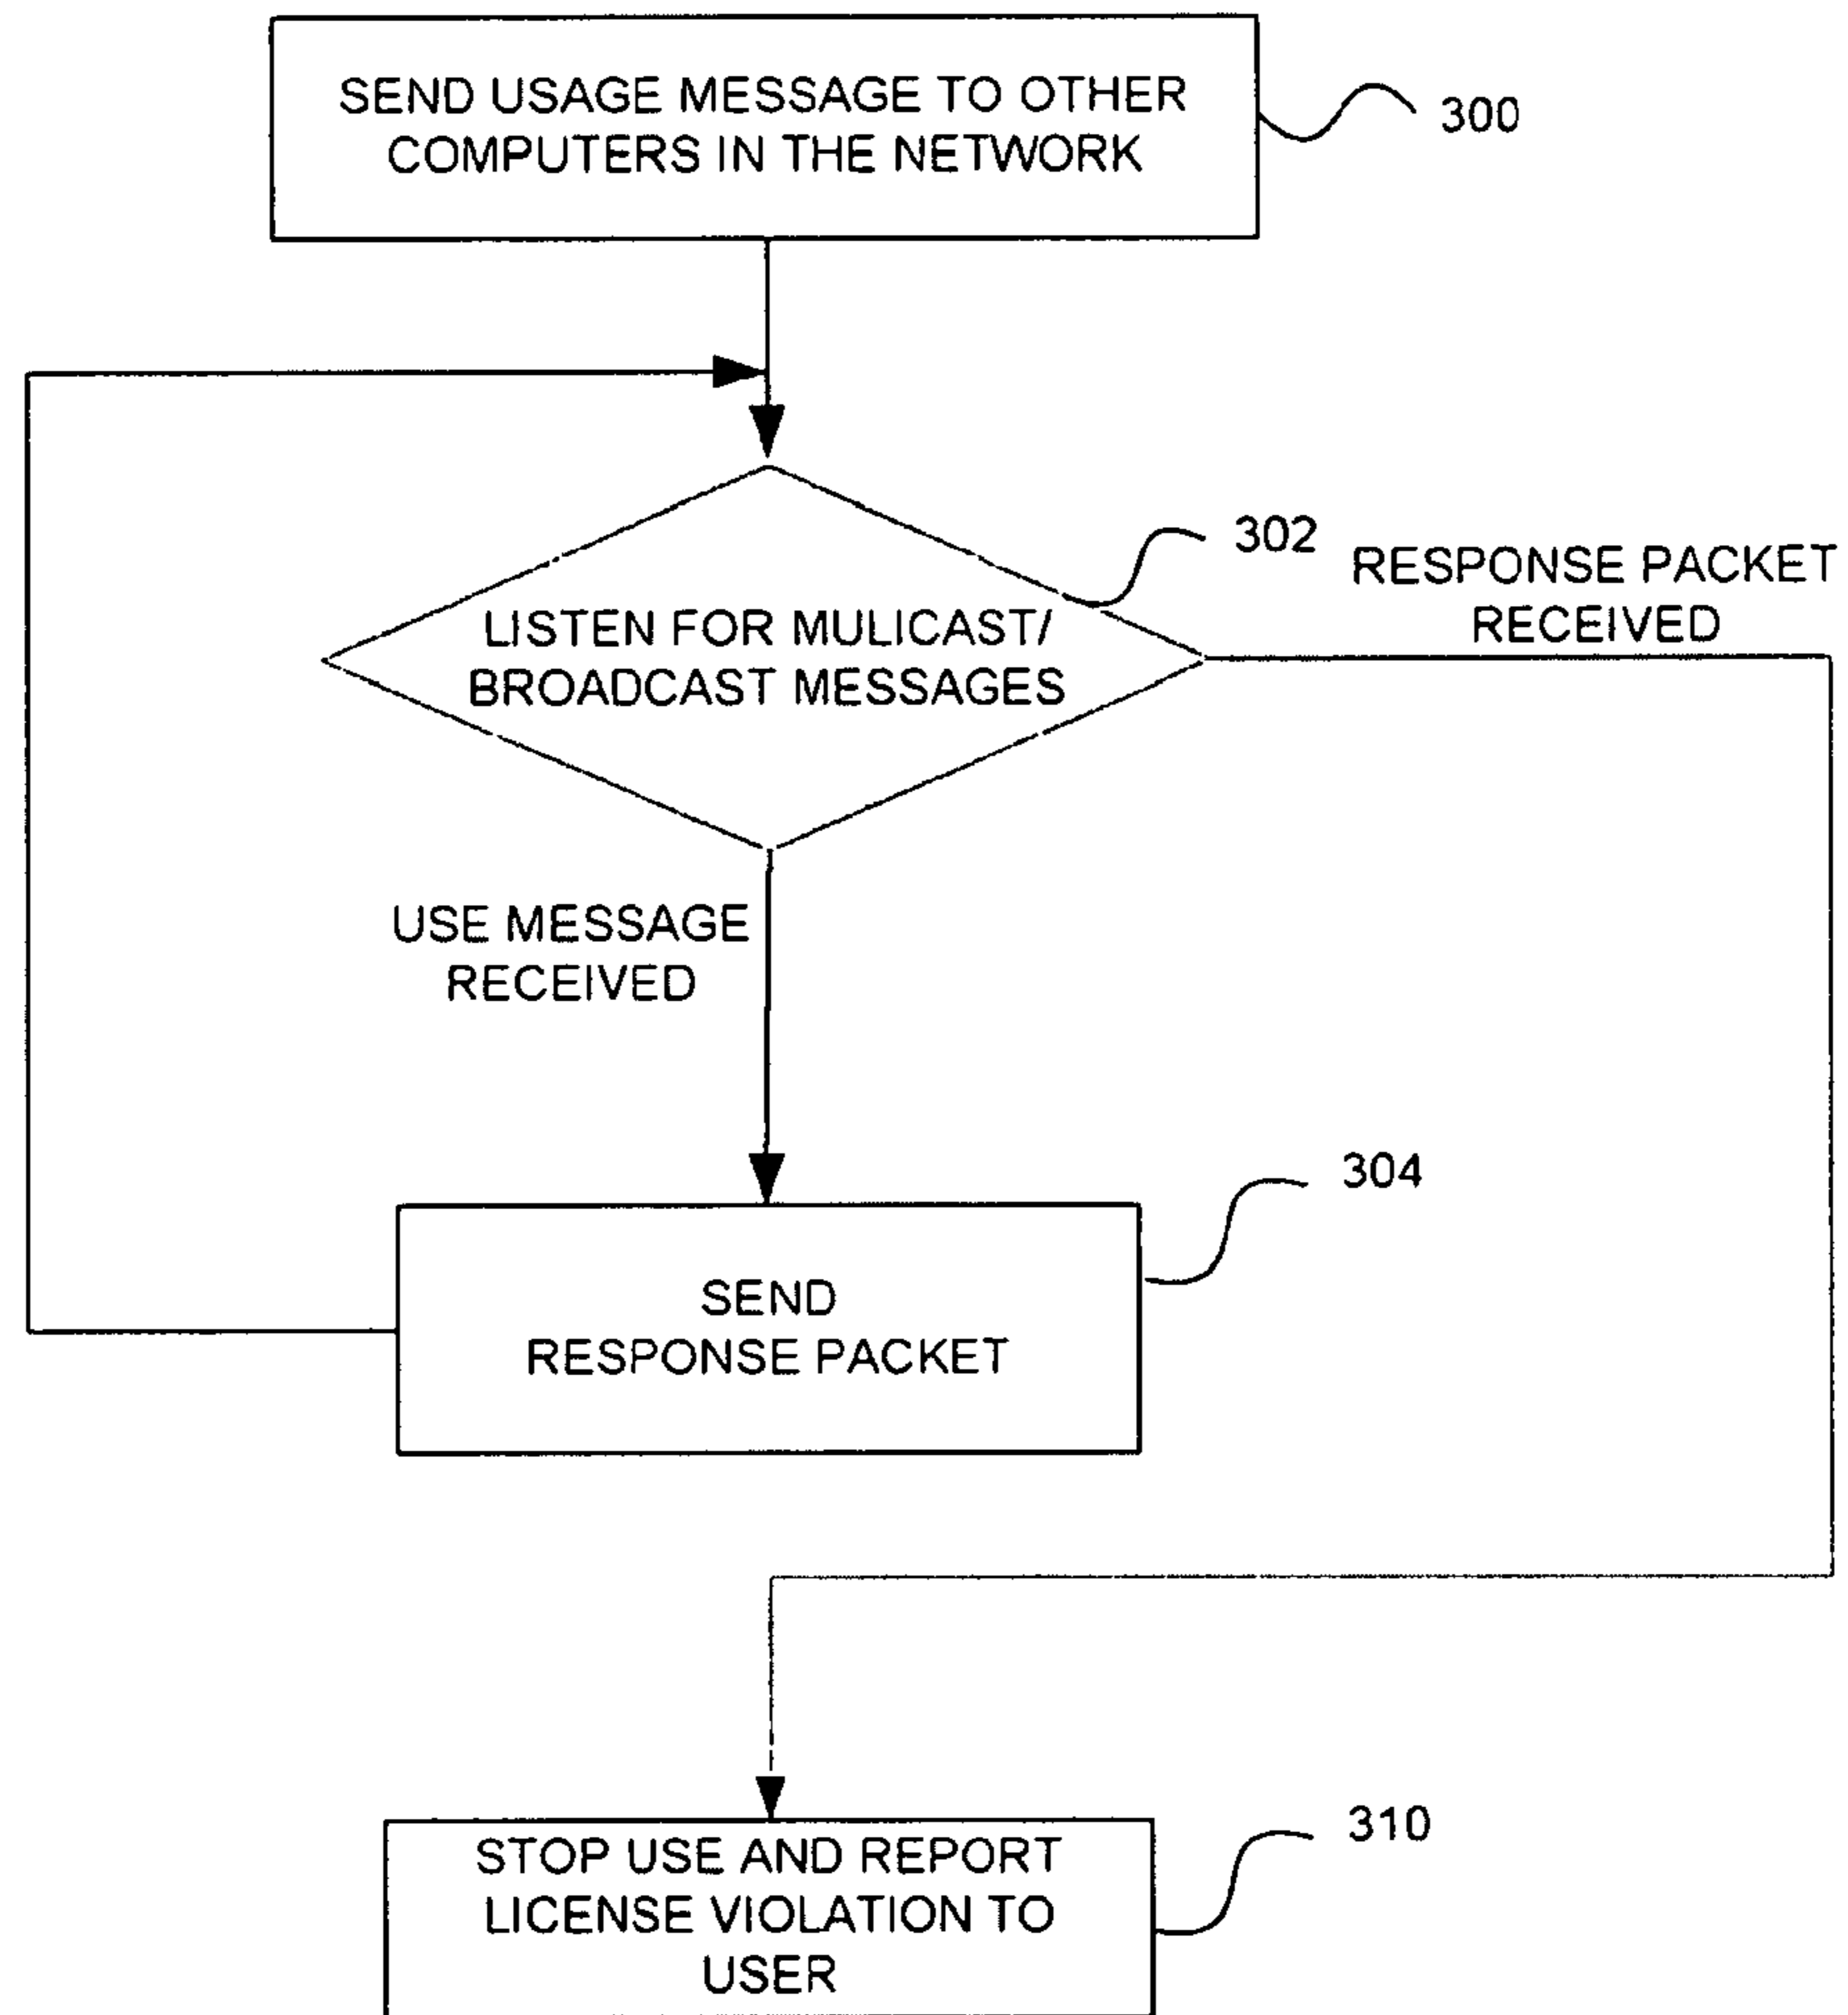 SEND USAGE MESSAGE TO OTHER
COMPUTERS IN THE NETWORK
300
302
RESPONSE PACKET
RECEIVED
LISTEN FOR MULICAST/
BROADCAST MESSAGES
USE MESSAGE
RECEIVED
304
SEND
RESPONSE PACKET
310
STOP USE AND REPORT
LICENSE VIOLATION TO
USER